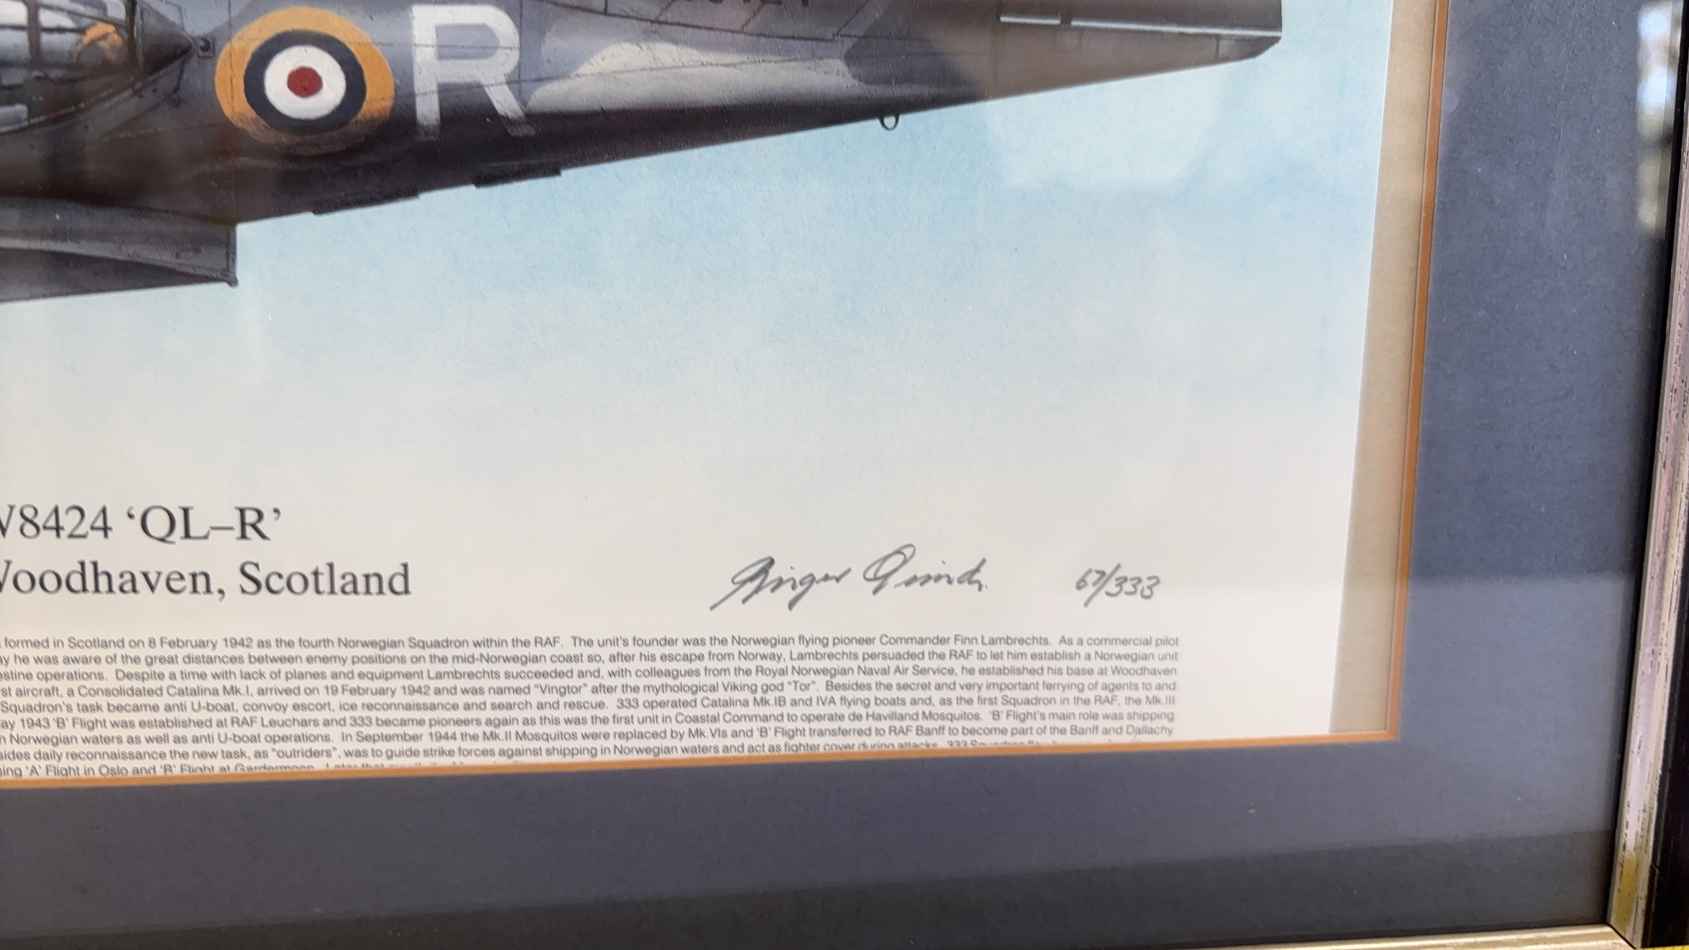 R
V8424 ‘QL–R’
Woodhaven, Scotland
Birger Grinde 67/333
formed in Scotland on 8 February 1942 as the fourth Norwegian Squadron within the RAF. The unit's founder was the Norwegian flying pioneer Commander Finn Lambrechts. As a commercial pilot
he was aware of the great distances between enemy positions on the mid-Norwegian coast so, after his escape from Norway, Lambrechts persuaded the RAF to let him establish a Norwegian unit
operations. Despite a time with lack of planes and equipment Lambrechts succeeded and, with colleagues from the Royal Norwegian Naval Air Service, he established his base at Woodhaven
aircraft, a Consolidated Catalina Mk.I, arrived on 19 February 1942 and was named "Vingtor" after the mythological Viking god "Tor". Besides the secret and very important ferrying of agents to and
Squadron's task became anti U-boat, convoy escort, ice reconnaissance and search and rescue. 333 operated Catalina Mk.IB and IVA flying boats and, as the first Squadron in the RAF, the Mk.III
ay 1943 'B' Flight was established at RAF Leuchars and 333 became pioneers again as this was the first unit in Coastal Command to operate de Havilland Mosquitos. 'B' Flight's main role was shipping
n Norwegian waters as well as anti U-boat operations. In September 1944 the Mk.II Mosquitos were replaced by Mk.VIs and 'B' Flight transferred to RAF Banff to become part of the Banff and Dallachy
sides daily reconnaissance the new task, as "outriders", was to guide strike forces against shipping in Norwegian waters and act as fighter cover during attacks. 333
ing 'A' Flight in Oslo and 'B' Flight at Gardermoen.